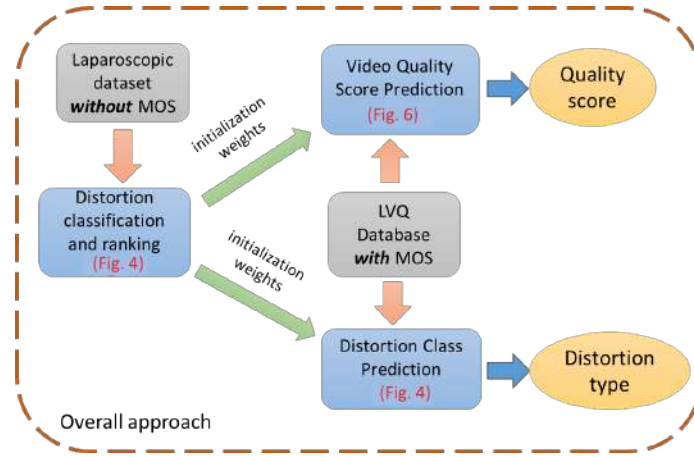 Laparoscopic
dataset
without MOS
Distortion
classification
and ranking
(Fig. 4)
initialization
weights
initialization
weights
Video Quality
Score Prediction
(Fig. 6)
Quality
score
LVQ
Database
with MOS
Distortion Class
Prediction
(Fig. 4)
Distortion
type
Overall approach